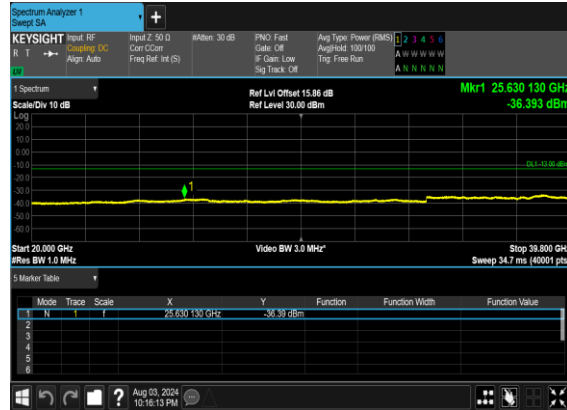 Spectrum Analyzer 1
Swept SA
KEYSIGHT Input: RF Input Z: 50 Ω #Atten: 30 dB PNO: Fast Avg Type: Power (RMS) 1 2 3 4 5 6
R T Coupling: DC Corr CCorr Gate: Off Avg|Hold: 100/100 A W W W W W
Align: Auto Freq Ref: Int (S) IF Gain: Low Trig: Free Run
Sig Track: Off A N N N N N
1 Spectrum
Mkr1 25.630 130 GHz
Ref Lvl Offset 15.86 dB
Scale/Div 10 dB Ref Level 30.00 dBm -36.393 dBm
Log
20.0
10.0
0.00
-10.0
DL1 -13.00 dBm
-20.0
1
-30.0
-40.0
-50.0
-60.0
Start 20.000 GHz Video BW 3.0 MHz* Stop 39.800 GHz
#Res BW 1.0 MHz Sweep 34.7 ms (40001 pts)
5 Marker Table
Mode Trace Scale X Y Function Function Width Function Value
1 N 1 f 25.630 130 GHz -36.39 dBm
2
3
4
5
6
? Aug 03, 2024
10:16:13 PM